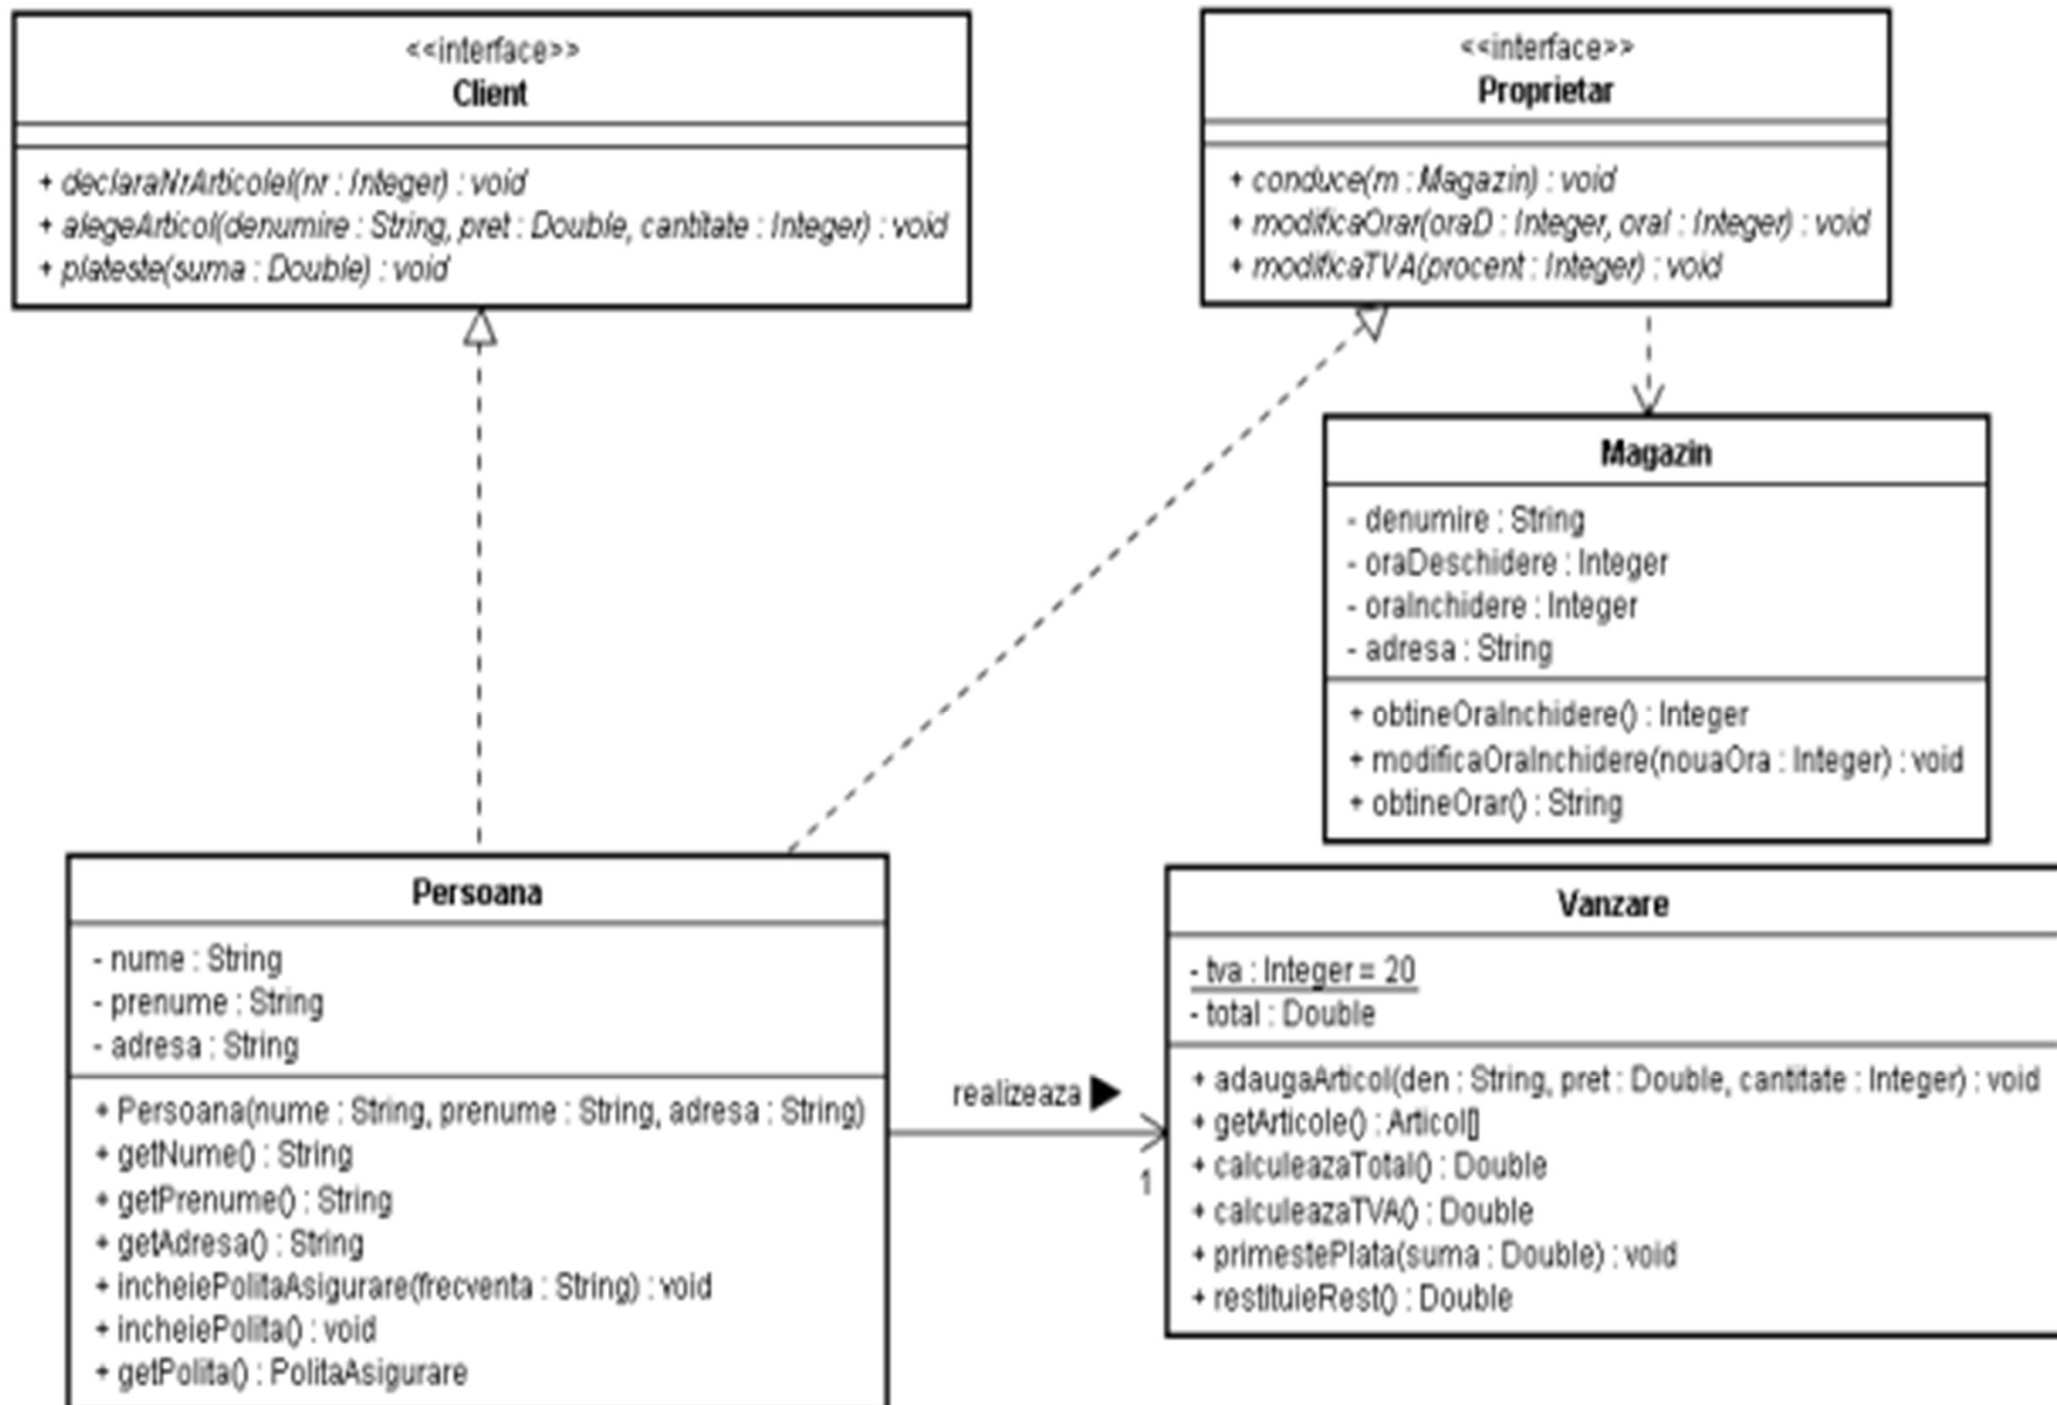 <<interface>>
Client
+ declaraNrArticolel(nr : Integer) : void
+ alegeArticol(denumire : String, pret : Double, cantitate : Integer) : void
+ plateste(suma : Double) : void
<<interface>>
Proprietar
+ conduce(m : Magazin) : void
+ modificaOrar(oraD : Integer, oraI : Integer) : void
+ modificaTVA(procent : Integer) : void
Magazin
- denumire : String
- oraDeschidere : Integer
- oraInchidere : Integer
- adresa : String
+ obtineOraInchidere() : Integer
+ modificaOraInchidere(nouaOra : Integer) : void
+ obtineOrar() : String
Persoana
- nume : String
- prenume : String
- adresa : String
+ Persoana(nume : String, prenume : String, adresa : String)
+ getNume() : String
+ getPrenume() : String
+ getAdresa() : String
+ incheiePolitaAsigurare(frecventa : String) : void
+ incheiePolita() : void
+ getPolita() : PolitaAsigurare
realizeaza
1
Vanzare
- tva : Integer = 20
- total : Double
+ adaugaArticol(den : String, pret : Double, cantitate : Integer) : void
+ getArticole() : Articol[]
+ calculeazaTotal() : Double
+ calculeazaTVA() : Double
+ primestePlata(suma : Double) : void
+ restituieRest() : Double